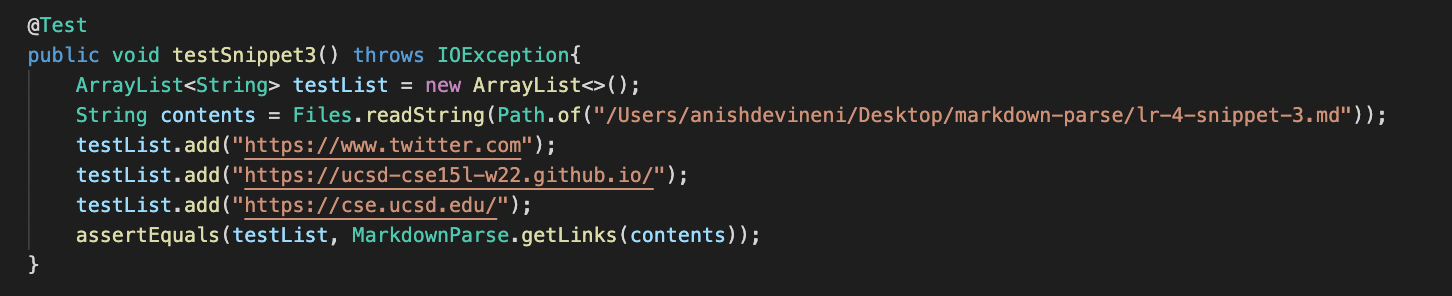 @Test
public void testSnippet3() throws IOException{
    ArrayList<String> testList = new ArrayList<>();
    String contents = Files.readString(Path.of("/Users/anishdevineni/Desktop/markdown-parse/lr-4-snippet-3.md"));
    testList.add("https://www.twitter.com");
    testList.add("https://ucsd-cse15l-w22.github.io/");
    testList.add("https://cse.ucsd.edu/");
    assertEquals(testList, MarkdownParse.getLinks(contents));
}